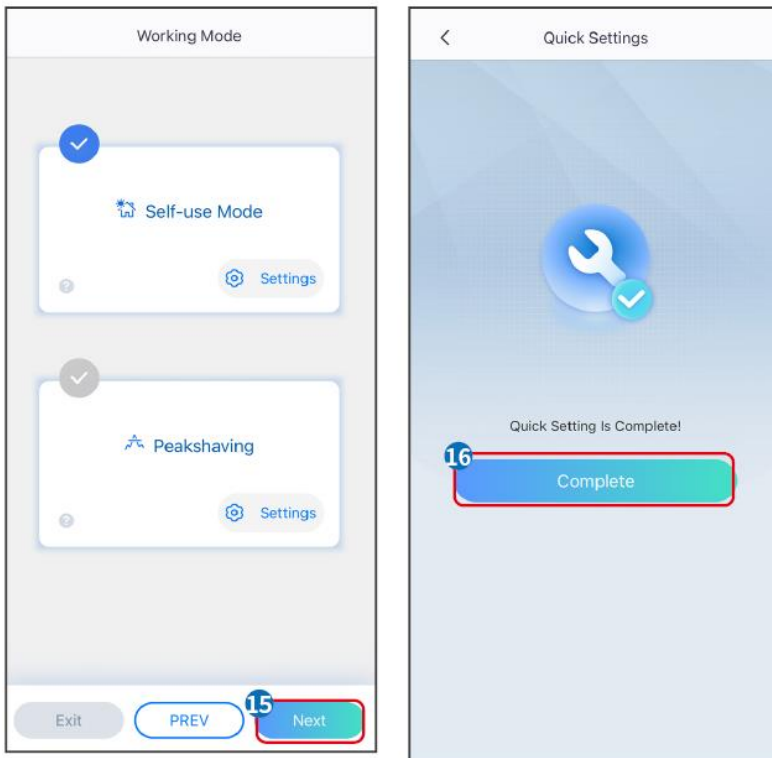 Working Mode
Self-use Mode
? Settings
Peakshaving
? Settings
Exit PREV 15 Next
Quick Settings
Quick Setting Is Complete!
16
Complete